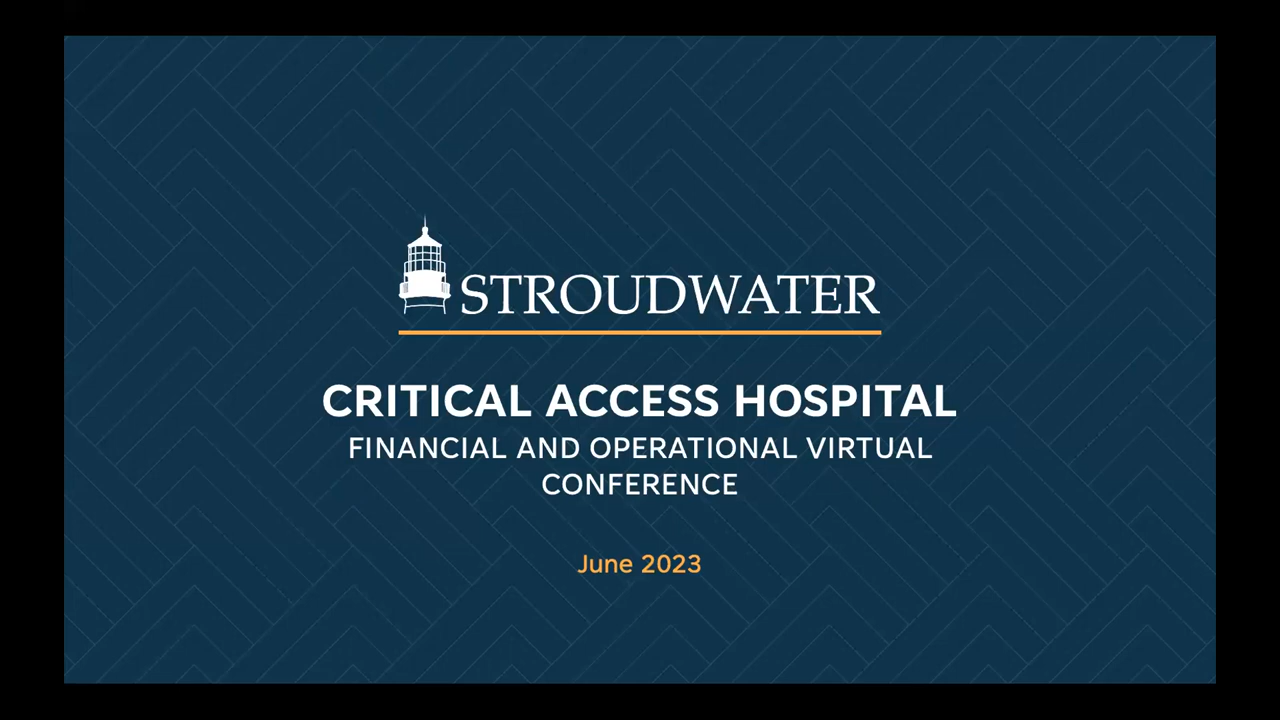 STROUDWATER
CRITICAL ACCESS HOSPITAL
FINANCIAL AND OPERATIONAL VIRTUAL
CONFERENCE
June 2023